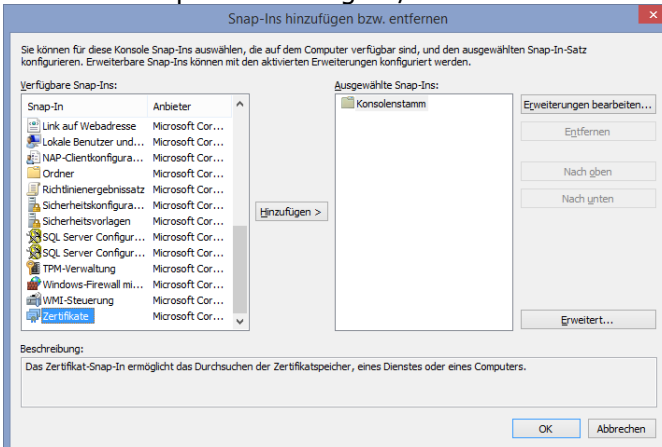 Snap-Ins hinzufügen bzw. entfernen
Sie können für diese Konsole Snap-Ins auswählen, die auf dem Computer verfügbar sind, und den ausgewählten Snap-In-Satz
konfigurieren. Erweiterbare Snap-Ins können mit den aktivierten Erweiterungen konfiguriert werden.
Verfügbare Snap-Ins:
Snap-In Anbieter
Link auf Webadresse Microsoft Cor...
Lokale Benutzer und... Microsoft Cor...
NAP-Clientkonfigura... Microsoft Cor...
Ordner Microsoft Cor...
Richtlinienergebnissatz Microsoft Cor...
Sicherheitskonfigura... Microsoft Cor...
Sicherheitsvorlagen Microsoft Cor...
SQL Server Configur... Microsoft Cor...
SQL Server Configur... Microsoft Cor...
TPM-Verwaltung Microsoft Cor...
Windows-Firewall mi... Microsoft Cor...
WMI-Steuerung Microsoft Cor...
Zertifikate Microsoft Cor...
Hinzufügen >
Ausgewählte Snap-Ins:
Konsolenstamm
Erweiterungen bearbeiten...
Entfernen
Nach oben
Nach unten
Erweitert...
Beschreibung:
Das Zertifikat-Snap-In ermöglicht das Durchsuchen der Zertifikatspeicher, eines Dienstes oder eines Computers.
OK Abbrechen